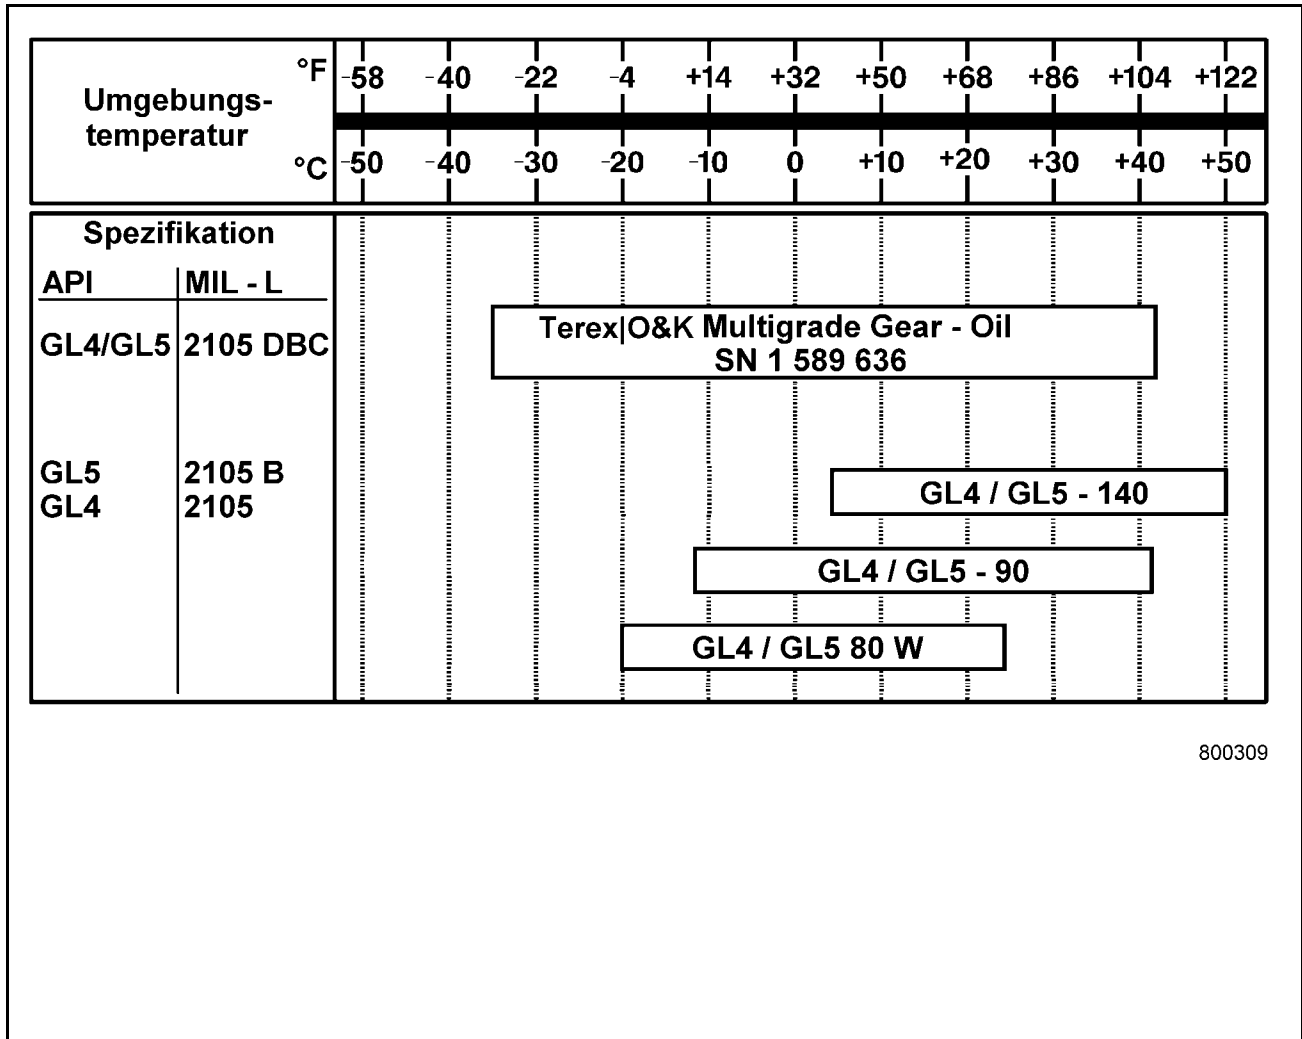 °F -58 -40 -22 -4 +14 +32 +50 +68 +86 +104 +122
Umgebungs-
temperatur
°C -50 -40 -30 -20 -10 0 +10 +20 +30 +40 +50
Spezifikation
API MIL - L
GL4/GL5 2105 DBC
Terex|O&K Multigrade Gear - Oil
SN 1 589 636
GL5 2105 B
GL4 2105
GL4 / GL5 - 140
GL4 / GL5 - 90
GL4 / GL5 80 W
800309